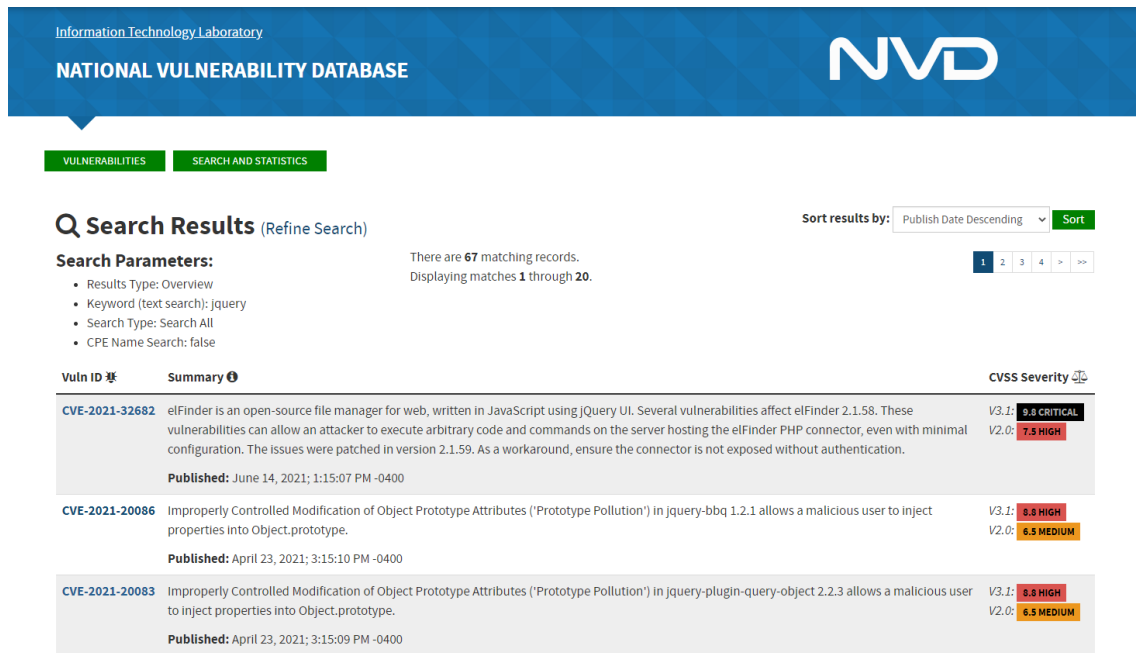 Information Technology Laboratory
NATIONAL VULNERABILITY DATABASE
NVD
VULNERABILITIES
SEARCH AND STATISTICS
Search Results (Refine Search)
Sort results by: Publish Date Descending Sort
Search Parameters:
• Results Type: Overview
• Keyword (text search): jquery
• Search Type: Search All
• CPE Name Search: false
There are 67 matching records.
Displaying matches 1 through 20.
1 2 3 4 > >>
Vuln ID Summary CVSS Severity
CVE-2021-32682
elFinder is an open-source file manager for web, written in JavaScript using jQuery UI. Several vulnerabilities affect elFinder 2.1.58. These
vulnerabilities can allow an attacker to execute arbitrary code and commands on the server hosting the elFinder PHP connector, even with minimal
configuration. The issues were patched in version 2.1.59. As a workaround, ensure the connector is not exposed without authentication.
Published: June 14, 2021; 1:15:07 PM -0400
V3.1: 9.8 CRITICAL
V2.0: 7.5 HIGH
CVE-2021-20086
Improperly Controlled Modification of Object Prototype Attributes ('Prototype Pollution') in jquery-bbq 1.2.1 allows a malicious user to inject
properties into Object.prototype.
Published: April 23, 2021; 3:15:10 PM -0400
V3.1: 8.8 HIGH
V2.0: 6.5 MEDIUM
CVE-2021-20083
Improperly Controlled Modification of Object Prototype Attributes ('Prototype Pollution') in jquery-plugin-query-object 2.2.3 allows a malicious user
to inject properties into Object.prototype.
Published: April 23, 2021; 3:15:09 PM -0400
V3.1: 8.8 HIGH
V2.0: 6.5 MEDIUM